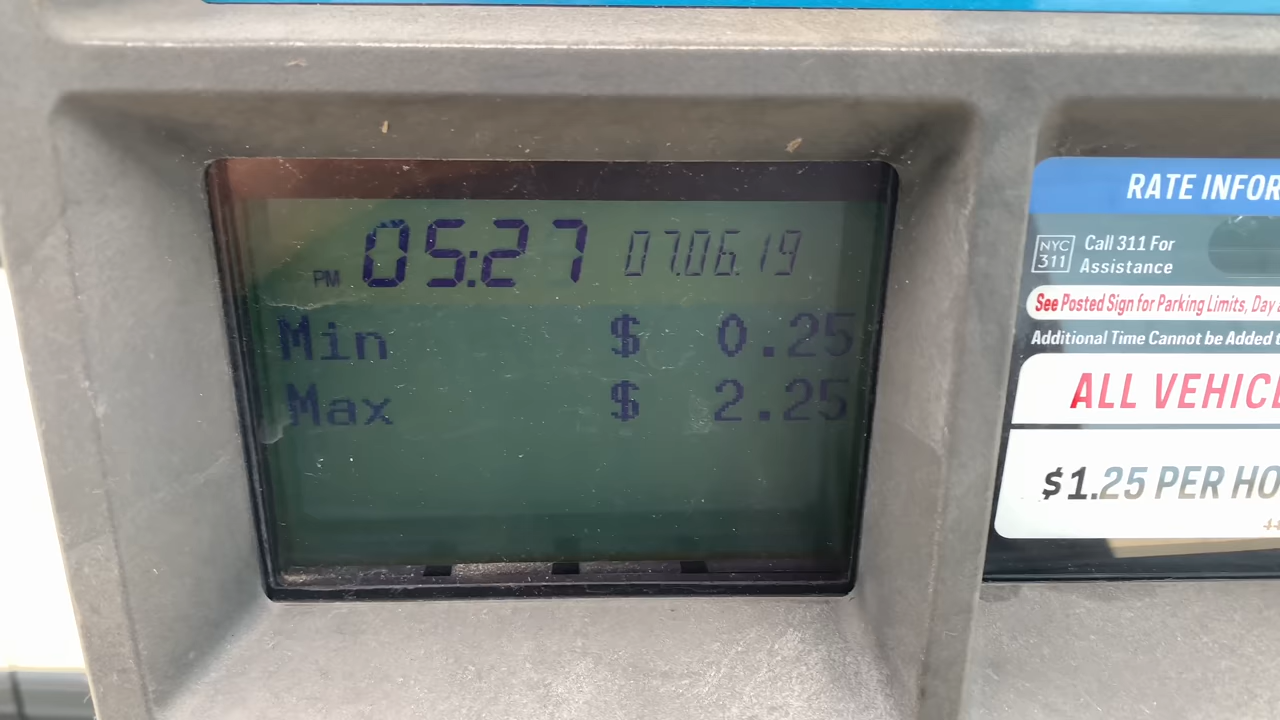 PM 05:27 07.06.19
Min $ 0.25
Max $ 2.25
RATE INFOR
NYC
311
Call 311 For
Assistance
See Posted Sign for Parking Limits, Day
Additional Time Cannot be Added
ALL VEHICL
$1.25 PER HO